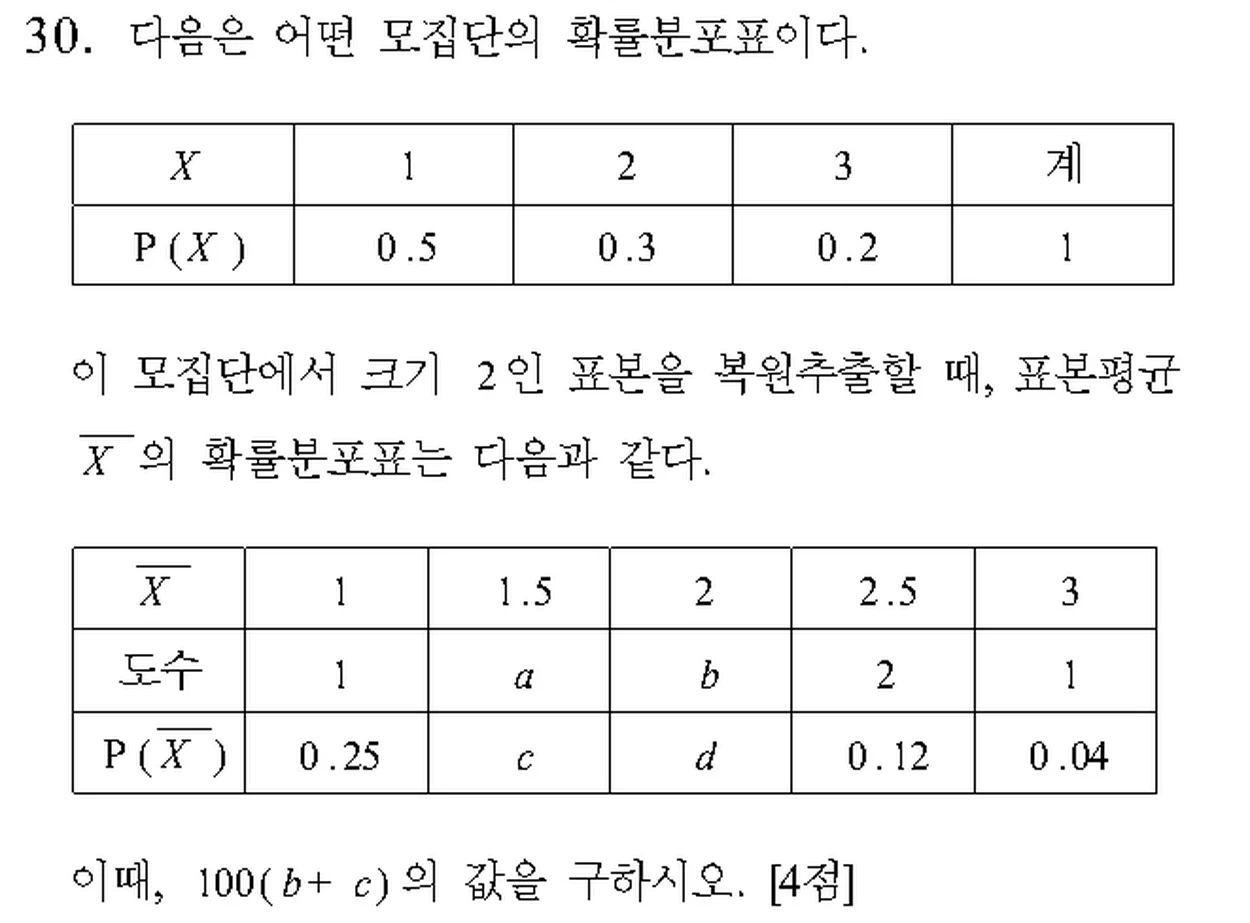 30. 다음은 어떤 모집단의 확률분포표이다.
X 1 2 3 계
P(X) 0.5 0.3 0.2 1
이 모집단에서 크기 2인 표본을 복원추출할 때, 표본평균
X̄의 확률분포표는 다음과 같다.
X̄ 1 1.5 2 2.5 3
도수 1 a b 2 1
P(X̄) 0.25 c d 0.12 0.04
이때, 100(b+ c)의 값을 구하시오. [4점]